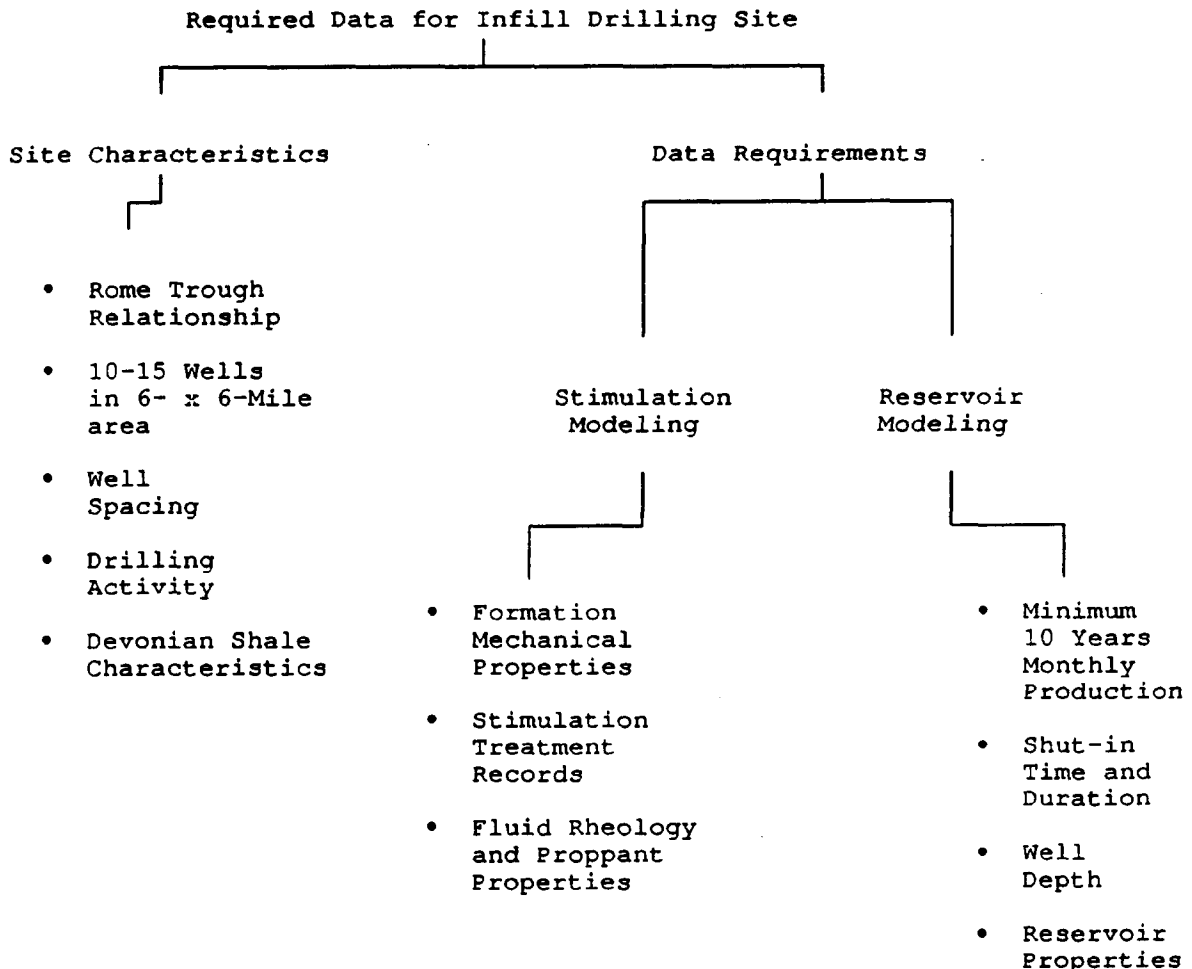 Required Data for Infill Drilling Site
Site Characteristics
Data Requirements
• Rome Trough
Relationship
• 10-15 Wells
in 6- x 6-Mile
area
• Well
Spacing
• Drilling
Activity
• Devonian Shale
Characteristics
Stimulation
Modeling
Reservoir
Modeling
• Formation
Mechanical
Properties
• Stimulation
Treatment
Records
• Fluid Rheology
and Proppant
Properties
• Minimum
10 Years
Monthly
Production
• Shut-in
Time and
Duration
• Well
Depth
• Reservoir
Properties